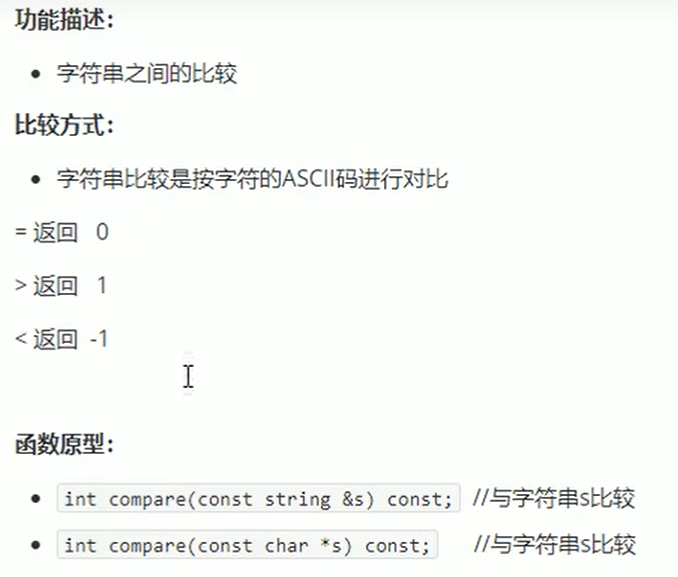 功能描述：
字符串之间的比较
比较方式：
字符串比较是按字符的ASCII码进行对比
= 返回 0
> 返回 1
< 返回 -1
函数原型：
int compare(const string &s) const; //与字符串s比较
int compare(const char *s) const; //与字符串s比较